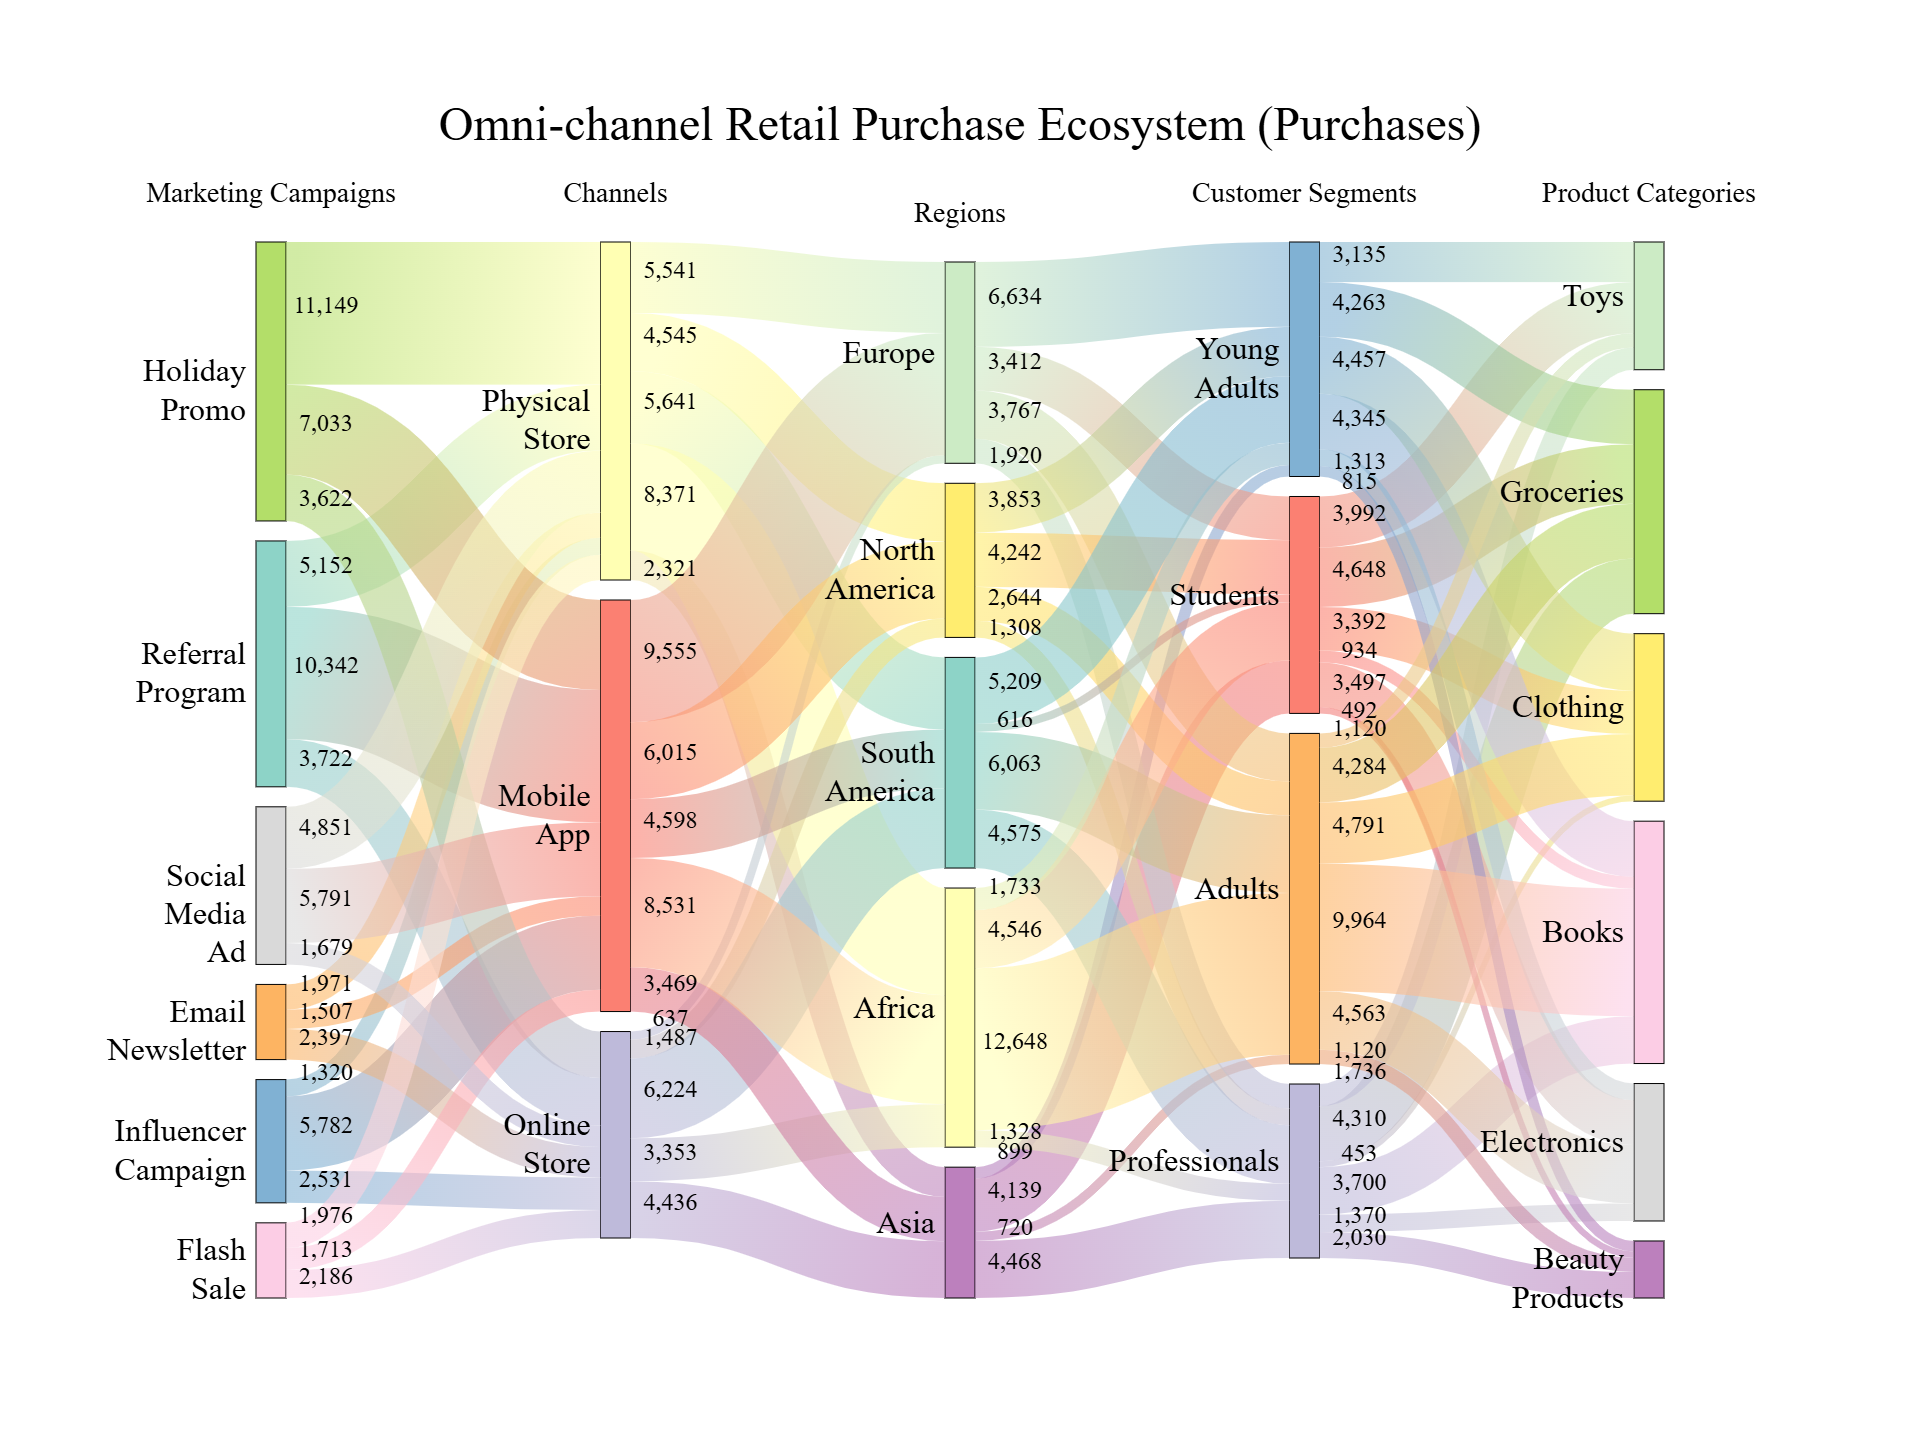 Omni-channel Retail Purchase Ecosystem (Purchases)
Marketing Campaigns
Channels
Regions
Customer Segments
Product Categories
Holiday
Promo
11,149
7,033
3,622
Referral
Program
5,152
10,342
3,722
Social
Media
Ad
4,851
5,791
1,679
Email
Newsletter
1,971
1,507
2,397
Influencer
Campaign
1,320
5,782
2,531
Flash
Sale
1,976
1,713
2,186
Physical
Store
5,541
4,545
5,641
8,371
2,321
Mobile
App
9,555
6,015
4,598
8,531
3,469
Online
Store
637
1,487
6,224
3,353
4,436
Europe
6,634
3,412
3,767
1,920
North
America
3,853
4,242
2,644
1,308
South
America
5,209
616
6,063
4,575
Africa
1,733
4,546
12,648
1,328
Asia
899
4,139
720
4,468
Young
Adults
3,135
4,263
4,457
4,345
1,313
815
Students
3,992
4,648
3,392
934
3,497
492
Adults
1,120
4,284
4,791
9,964
4,563
1,120
Professionals
1,736
4,310
453
3,700
1,370
2,030
Toys
Groceries
Clothing
Books
Electronics
Beauty
Products